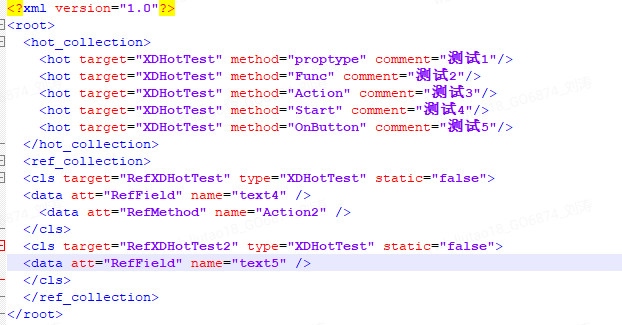 <?xml version="1.0"?>
<root>
  <hot_collection>
    <hot target="XDHotTest" method="proptype" comment="测试1"/>
    <hot target="XDHotTest" method="Func" comment="测试2"/>
    <hot target="XDHotTest" method="Action" comment="测试3"/>
    <hot target="XDHotTest" method="Start" comment="测试4"/>
    <hot target="XDHotTest" method="OnButton" comment="测试5"/>
  </hot_collection>
  <ref_collection>
  <cls target="RefXDHotTest" type="XDHotTest" static="false">
  <data att="RefField" name="text4" />
    <data att="RefMethod" name="Action2" />
  </cls>
  <cls target="RefXDHotTest2" type="XDHotTest" static="false">
  <data att="RefField" name="text5" />
  </cls>
  </ref_collection>
</root>